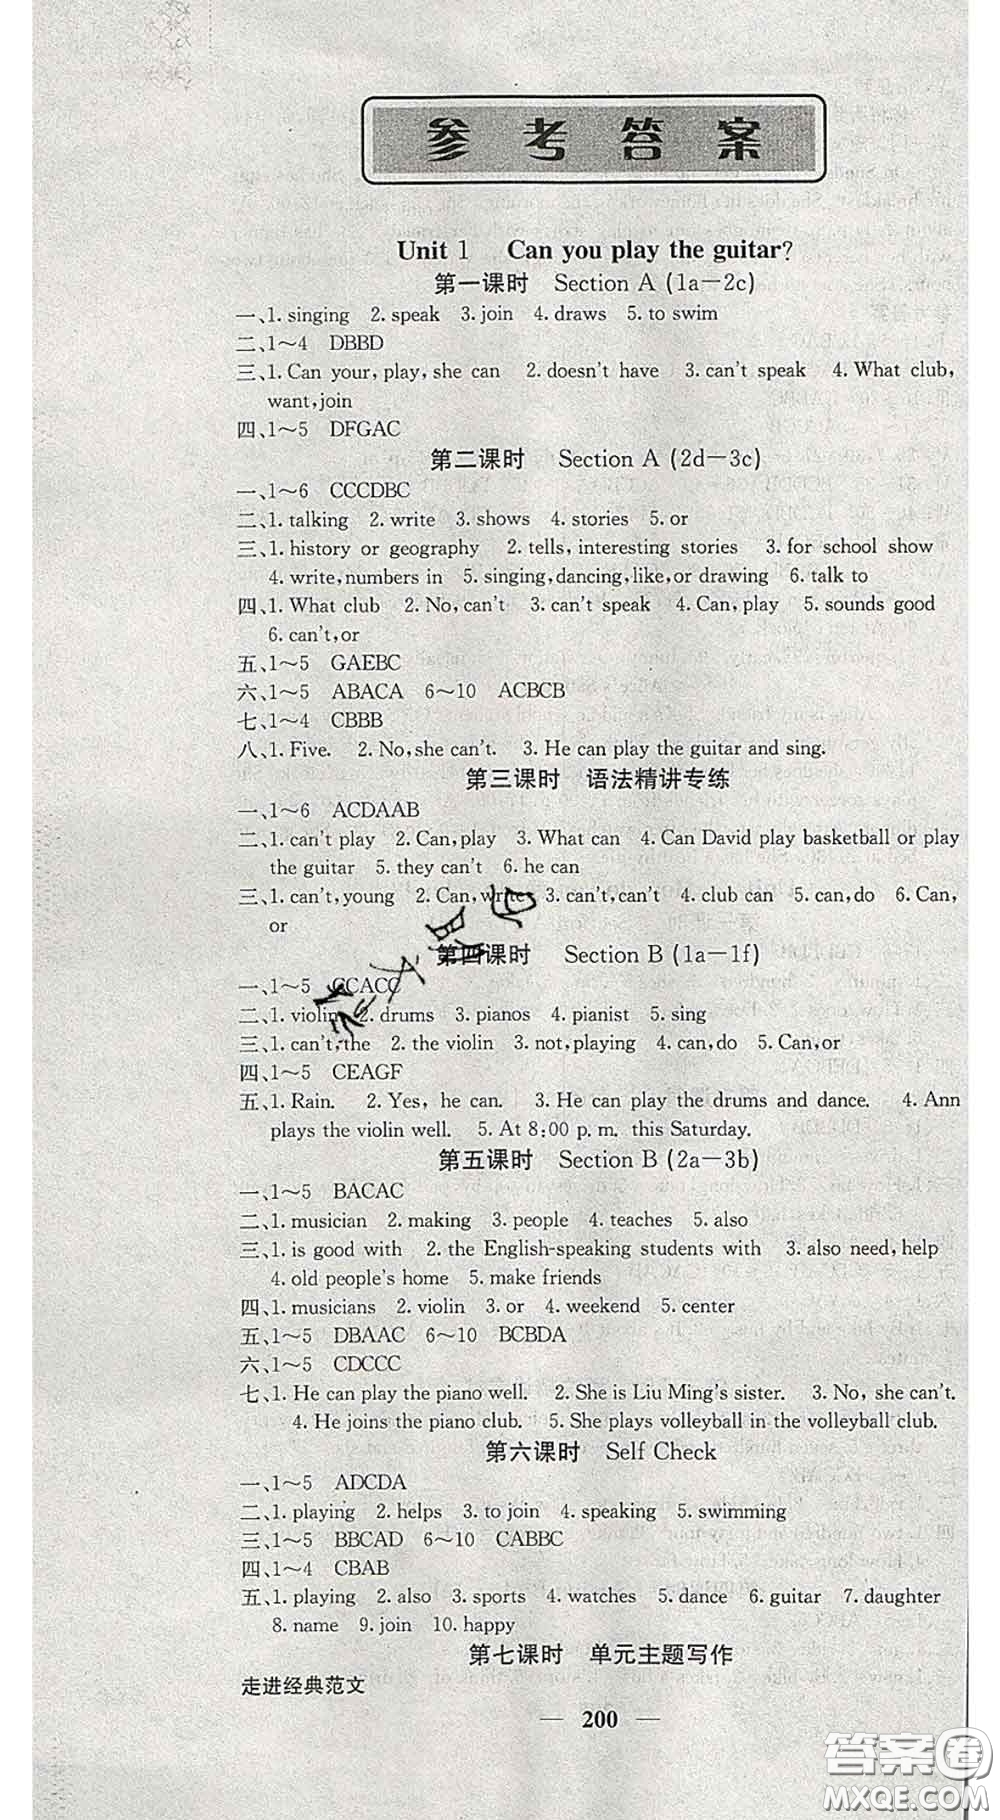 参考答案
Unit 1 Can you play the guitar?
第一课时 Section A (1a—2c)
一、1. singing 2. speak 3. join 4. draws 5. to swim
二、1～4 DBBD
三、1. Can your, play, she can 2. doesn't have 3. can't speak 4. What club,
want, join
四、1～5 DFGAC
第二课时 Section A (2d—3c)
一、1～6 CCCDBC
二、1. talking 2. write 3. shows 4. stories 5. or
三、1. history or geography 2. tells, interesting stories 3. for school show
4. write, numbers in 5. singing, dancing, like, or drawing 6. talk to
四、1. What club 2. No, can't 3. can't speak 4. Can, play 5. sounds good
6. can't, or
五、1～5 GAEBC
六、1～5 ABACA 6～10 ACBCB
七、1～4 CBBB
八、1. Five. 2. No, she can't. 3. He can play the guitar and sing.
第三课时 语法精讲专练
一、1～6 ACDAAB
二、1. can't play 2. Can, play 3. What can 4. Can David play basketball or play
the guitar 5. they can't 6. he can
三、1. can't, young 2. Can, write 3. can't, can't 4. club can 5. can, do 6. Can,
or
第四课时 Section B (1a—1f)
一、1～5 CCACC
二、1. violin 2. drums 3. pianos 4. pianist 5. sing
三、1. can't, the 2. the violin 3. not, playing 4. can, do 5. Can, or
四、1～5 CEAGF
五、1. Rain. 2. Yes, he can. 3. He can play the drums and dance. 4. Ann
plays the violin well. 5. At 8:00 p. m. this Saturday.
第五课时 Section B (2a—3b)
一、1～5 BACAC
二、1. musician 2. making 3. people 4. teaches 5. also
三、1. is good with 2. the English-speaking students with 3. also need, help
4. old people's home 5. make friends
四、1. musicians 2. violin 3. or 4. weekend 5. center
五、1～5 DBAAC 6～10 BCBDA
六、1～5 CDCCC
七、1. He can play the piano well. 2. She is Liu Ming's sister. 3. No, she can't.
4. He joins the piano club. 5. She plays volleyball in the volleyball club.
第六课时 Self Check
一、1～5 ADCDA
二、1. playing 2. helps 3. to join 4. speaking 5. swimming
三、1～5 BBCAD 6～10 CABBC
四、1～4 CBAB
五、1. playing 2. also 3. sports 4. watches 5. dance 6. guitar 7. daughter
8. name 9. join 10. happy
第七课时 单元主题写作
走进经典范文
— 200 —
答案圈
MXQE.COM